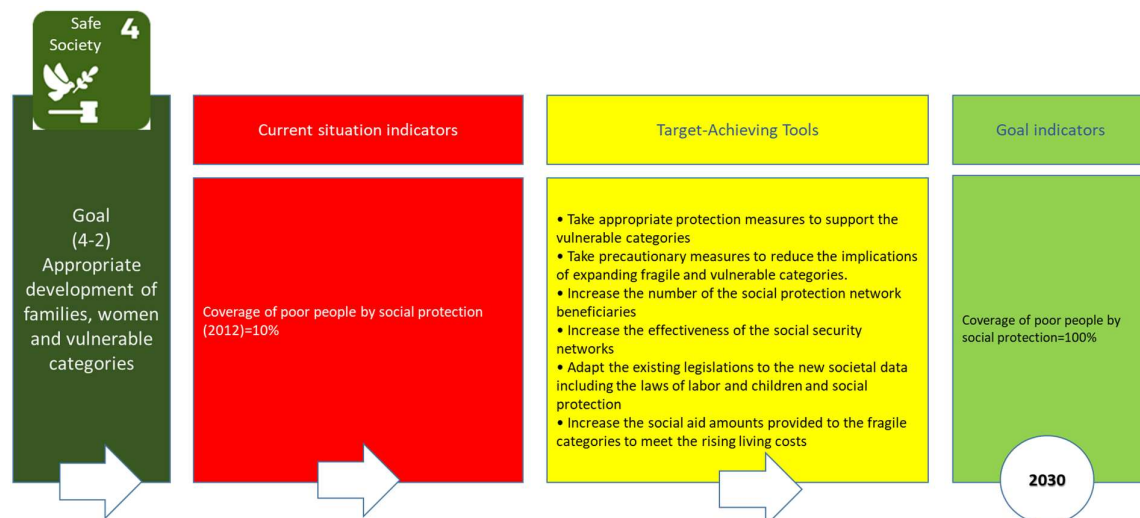 Safe
Society
4
Goal
(4-2)
Appropriate
development of
families, women
and vulnerable
categories
Current situation indicators
Coverage of poor people by social protection
(2012)=10%
Target-Achieving Tools
• Take appropriate protection measures to support the
vulnerable categories
• Take precautionary measures to reduce the implications
of expanding fragile and vulnerable categories.
• Increase the number of the social protection network
beneficiaries
• Increase the effectiveness of the social security
networks
• Adapt the existing legislations to the new societal data
including the laws of labor and children and social
protection
• Increase the social aid amounts provided to the fragile
categories to meet the rising living costs
Goal indicators
Coverage of poor people by
social protection=100%
2030